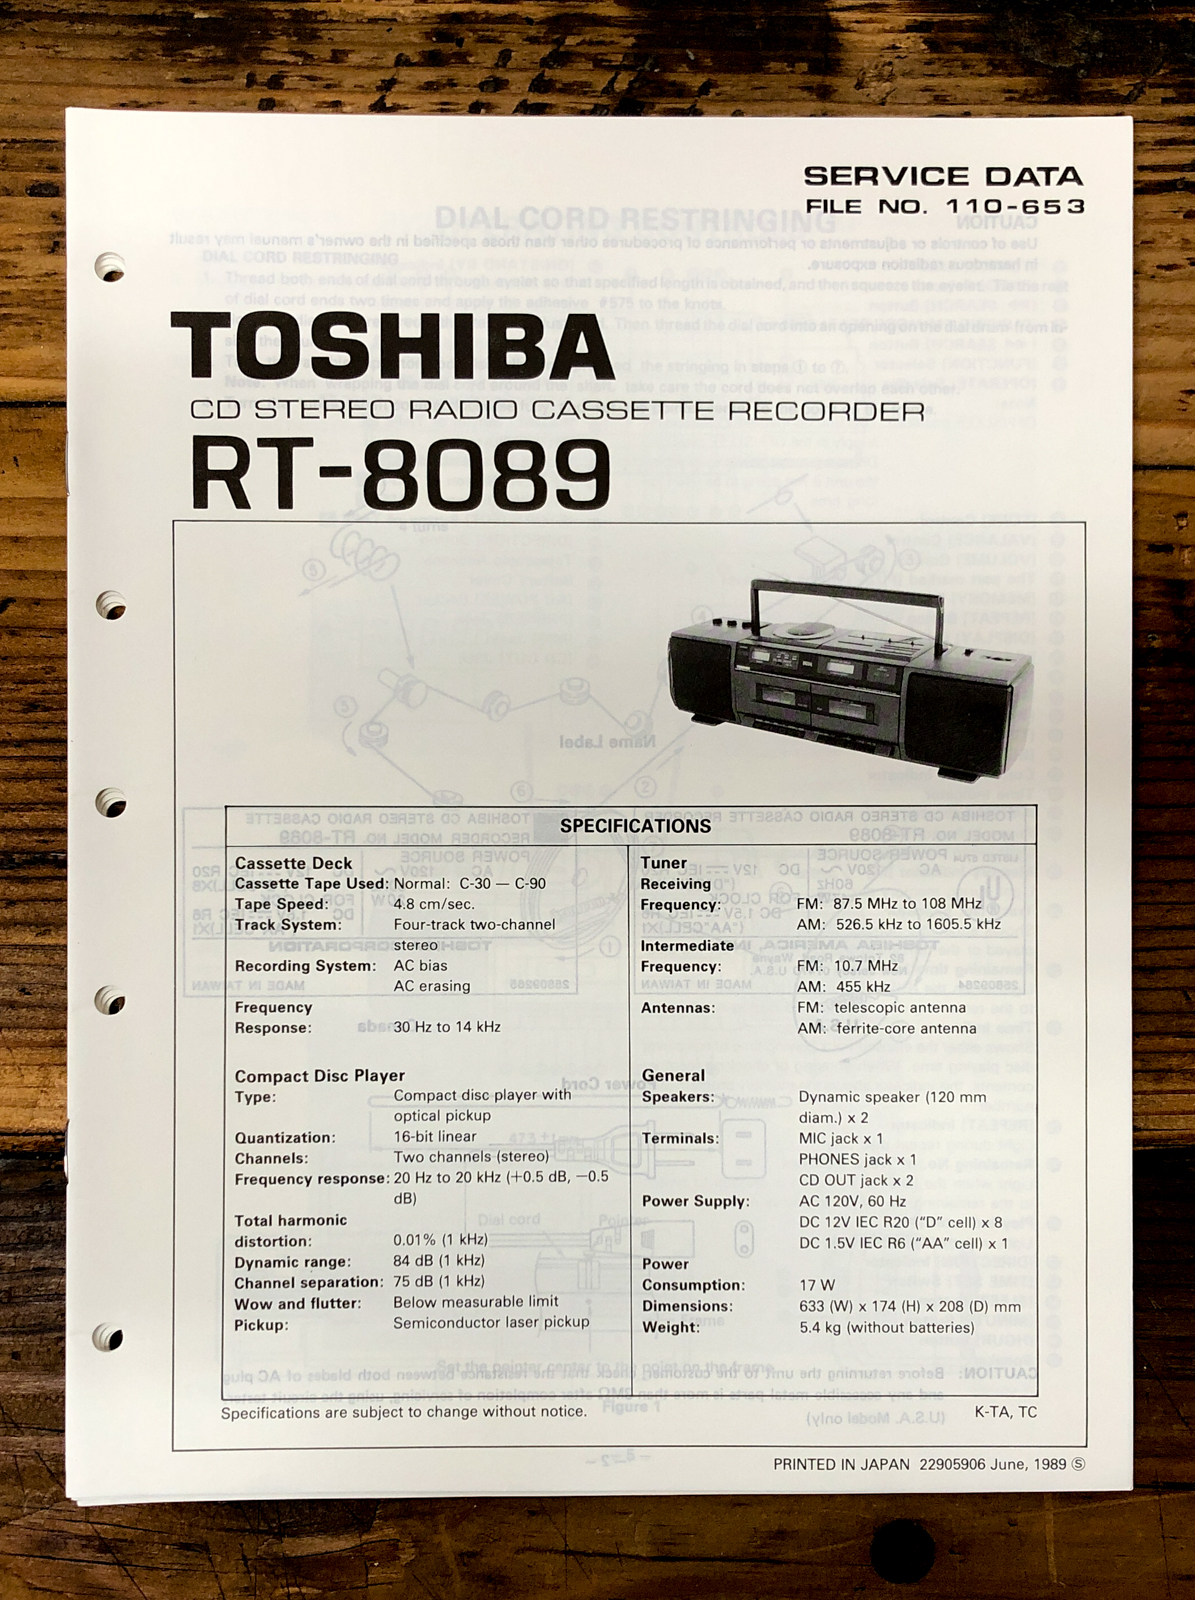 SERVICE DATA
FILE NO. 110-653
TOSHIBA
CD STEREO RADIO CASSETTE RECORDER
RT-8089
SPECIFICATIONS
Cassette Deck
Cassette Tape Used: Normal: C-30 — C-90
Tape Speed: 4.8 cm/sec.
Track System: Four-track two-channel
stereo
Recording System: AC bias
AC erasing
Frequency
Response: 30 Hz to 14 kHz
Compact Disc Player
Type: Compact disc player with
optical pickup
Quantization: 16-bit linear
Channels: Two channels (stereo)
Frequency response: 20 Hz to 20 kHz (+0.5 dB, −0.5
dB)
Total harmonic
distortion: 0.01% (1 kHz)
Dynamic range: 84 dB (1 kHz)
Channel separation: 75 dB (1 kHz)
Wow and flutter: Below measurable limit
Pickup: Semiconductor laser pickup
Tuner
Receiving
Frequency: FM: 87.5 MHz to 108 MHz
AM: 526.5 kHz to 1605.5 kHz
Intermediate
Frequency: FM: 10.7 MHz
AM: 455 kHz
Antennas: FM: telescopic antenna
AM: ferrite-core antenna
General
Speakers: Dynamic speaker (120 mm
diam.) x 2
Terminals: MIC jack x 1
PHONES jack x 1
CD OUT jack x 2
Power Supply: AC 120V, 60 Hz
DC 12V IEC R20 (“D” cell) x 8
DC 1.5V IEC R6 (“AA” cell) x 1
Power
Consumption: 17 W
Dimensions: 633 (W) x 174 (H) x 208 (D) mm
Weight: 5.4 kg (without batteries)
Specifications are subject to change without notice.
K-TA, TC
PRINTED IN JAPAN 22905906 June, 1989 Ⓢ